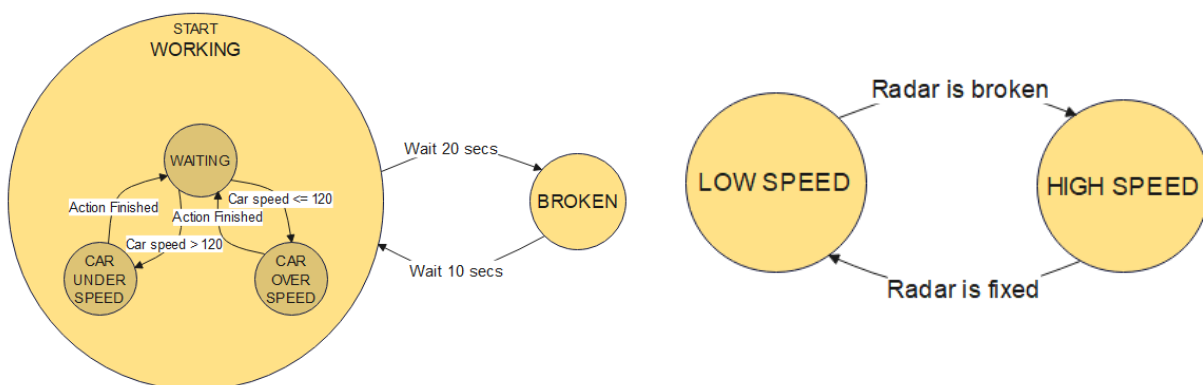 START
WORKING
WAITING
Action Finished
Car speed <= 120
Action Finished
Car speed > 120
CAR
UNDER
SPEED
CAR
OVER
SPEED
Wait 20 secs
BROKEN
Wait 10 secs
Radar is broken
LOW SPEED
HIGH SPEED
Radar is fixed